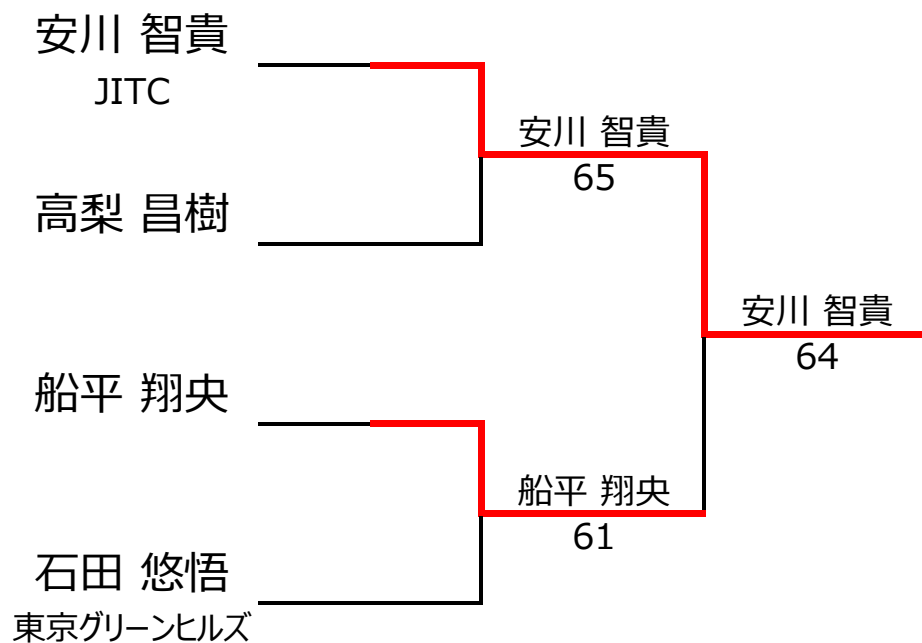 安川 智貴
JITC
安川 智貴
65
高梨 昌樹
安川 智貴
64
船平 翔央
船平 翔央
61
石田 悠悟
東京グリーンヒルズ